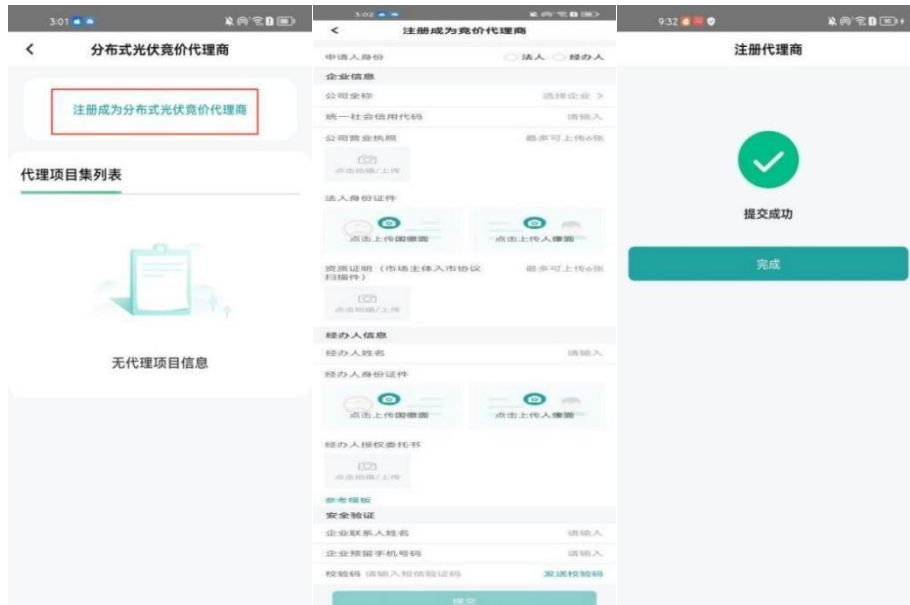 3:01
分布式光伏竞价代理商
注册成为分布式光伏竞价代理商
代理项目集列表
无代理项目信息
3:02
注册成为竞价代理商
申请人身份 法人 经办人
企业信息
公司全称 选择企业 >
统一社会信用代码 请输入
公司营业执照 最多可上传6张
点击拍摄/上传
法人身份证件
点击上传国徽面 点击上传人像面
资质证明（市场主体入市协议 最多可上传6张
扫描件）
点击拍摄/上传
经办人信息
经办人姓名 请输入
经办人身份证件
点击上传国徽面 点击上传人像面
经办人授权委托书
点击拍摄/上传
参考模板
安全验证
企业联系人姓名 请输入
企业预留手机号码 请输入
校验码 请输入短信验证码 发送校验码
提交
9:32
注册代理商
提交成功
完成